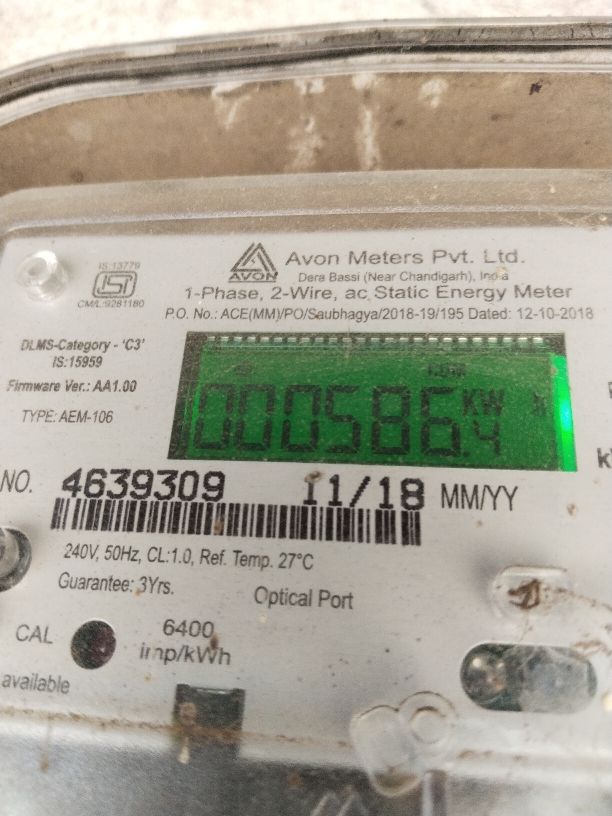 IS:13779
ISI
CM/L:9281180
AVON
Avon Meters Pvt. Ltd.
Dera Bassi (Near Chandigarh), India
1-Phase, 2-Wire, ac Static Energy Meter
P.O. No.: ACE(MM)/PO/Saubhagya/2018-19/195 Dated: 12-10-2018
DLMS-Category - 'C3'
IS:15959
Firmware Ver.: AA1.00
TYPE: AEM-106
000586.4 KW h
NO. 4639309 11/18 MM/YY
240V, 50Hz, CL:1.0, Ref. Temp. 27°C
Guarantee: 3Yrs.
Optical Port
CAL
6400
imp/kWh
available